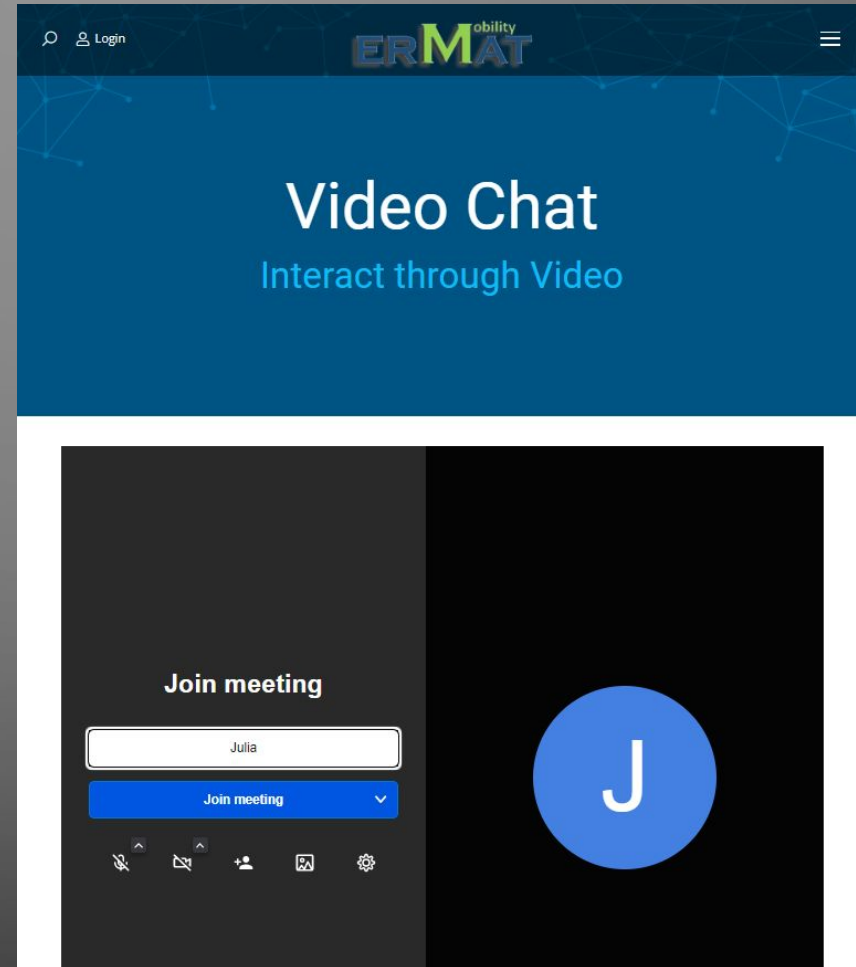 Login
ERMAT
obility
Video Chat
Interact through Video
Join meeting
Julia
Join meeting
J